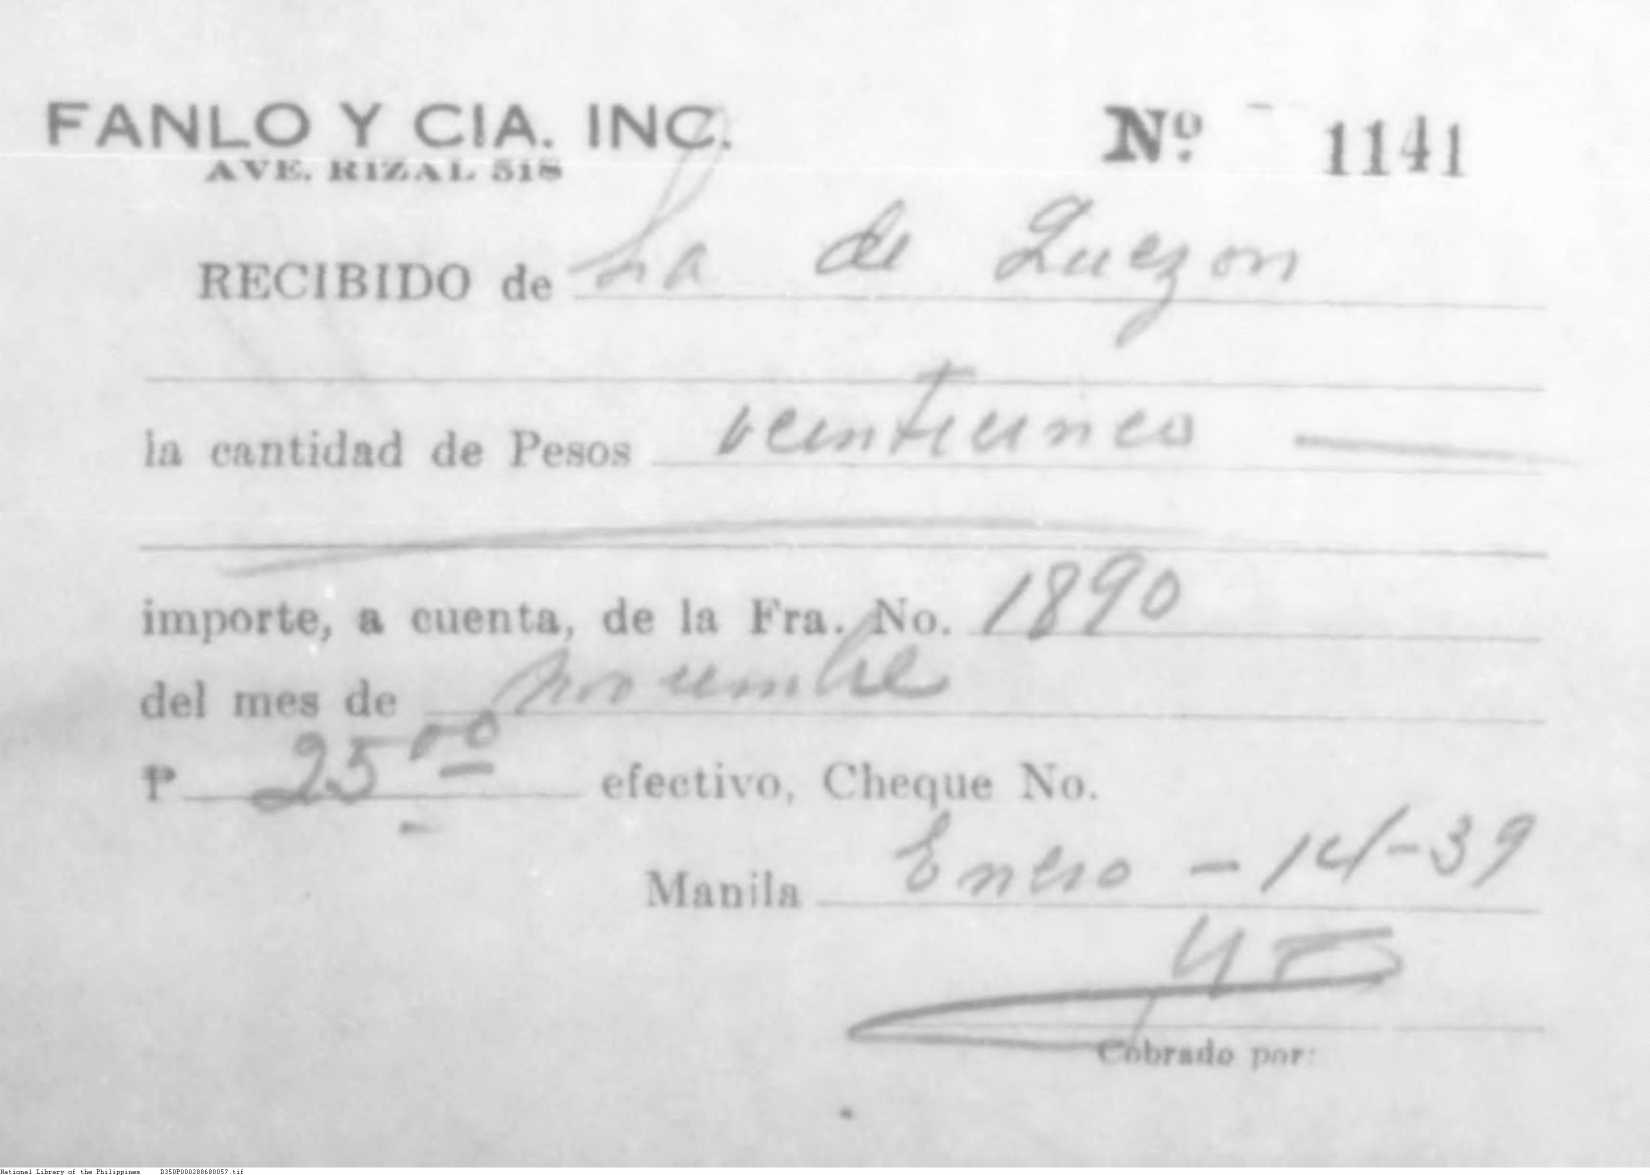 FANLO Y CIA. INC.
Nº 1141
AVE. RIZAL 518
RECIBIDO de Sra de Quezon
la cantidad de Pesos veinticinco
importe, a cuenta, de la Fra. No. 1890
del mes de noviembre
₱ 25 00 efectivo, Cheque No.
Manila Enero - 14-39
Cobrado por:
National Library of the Philippines